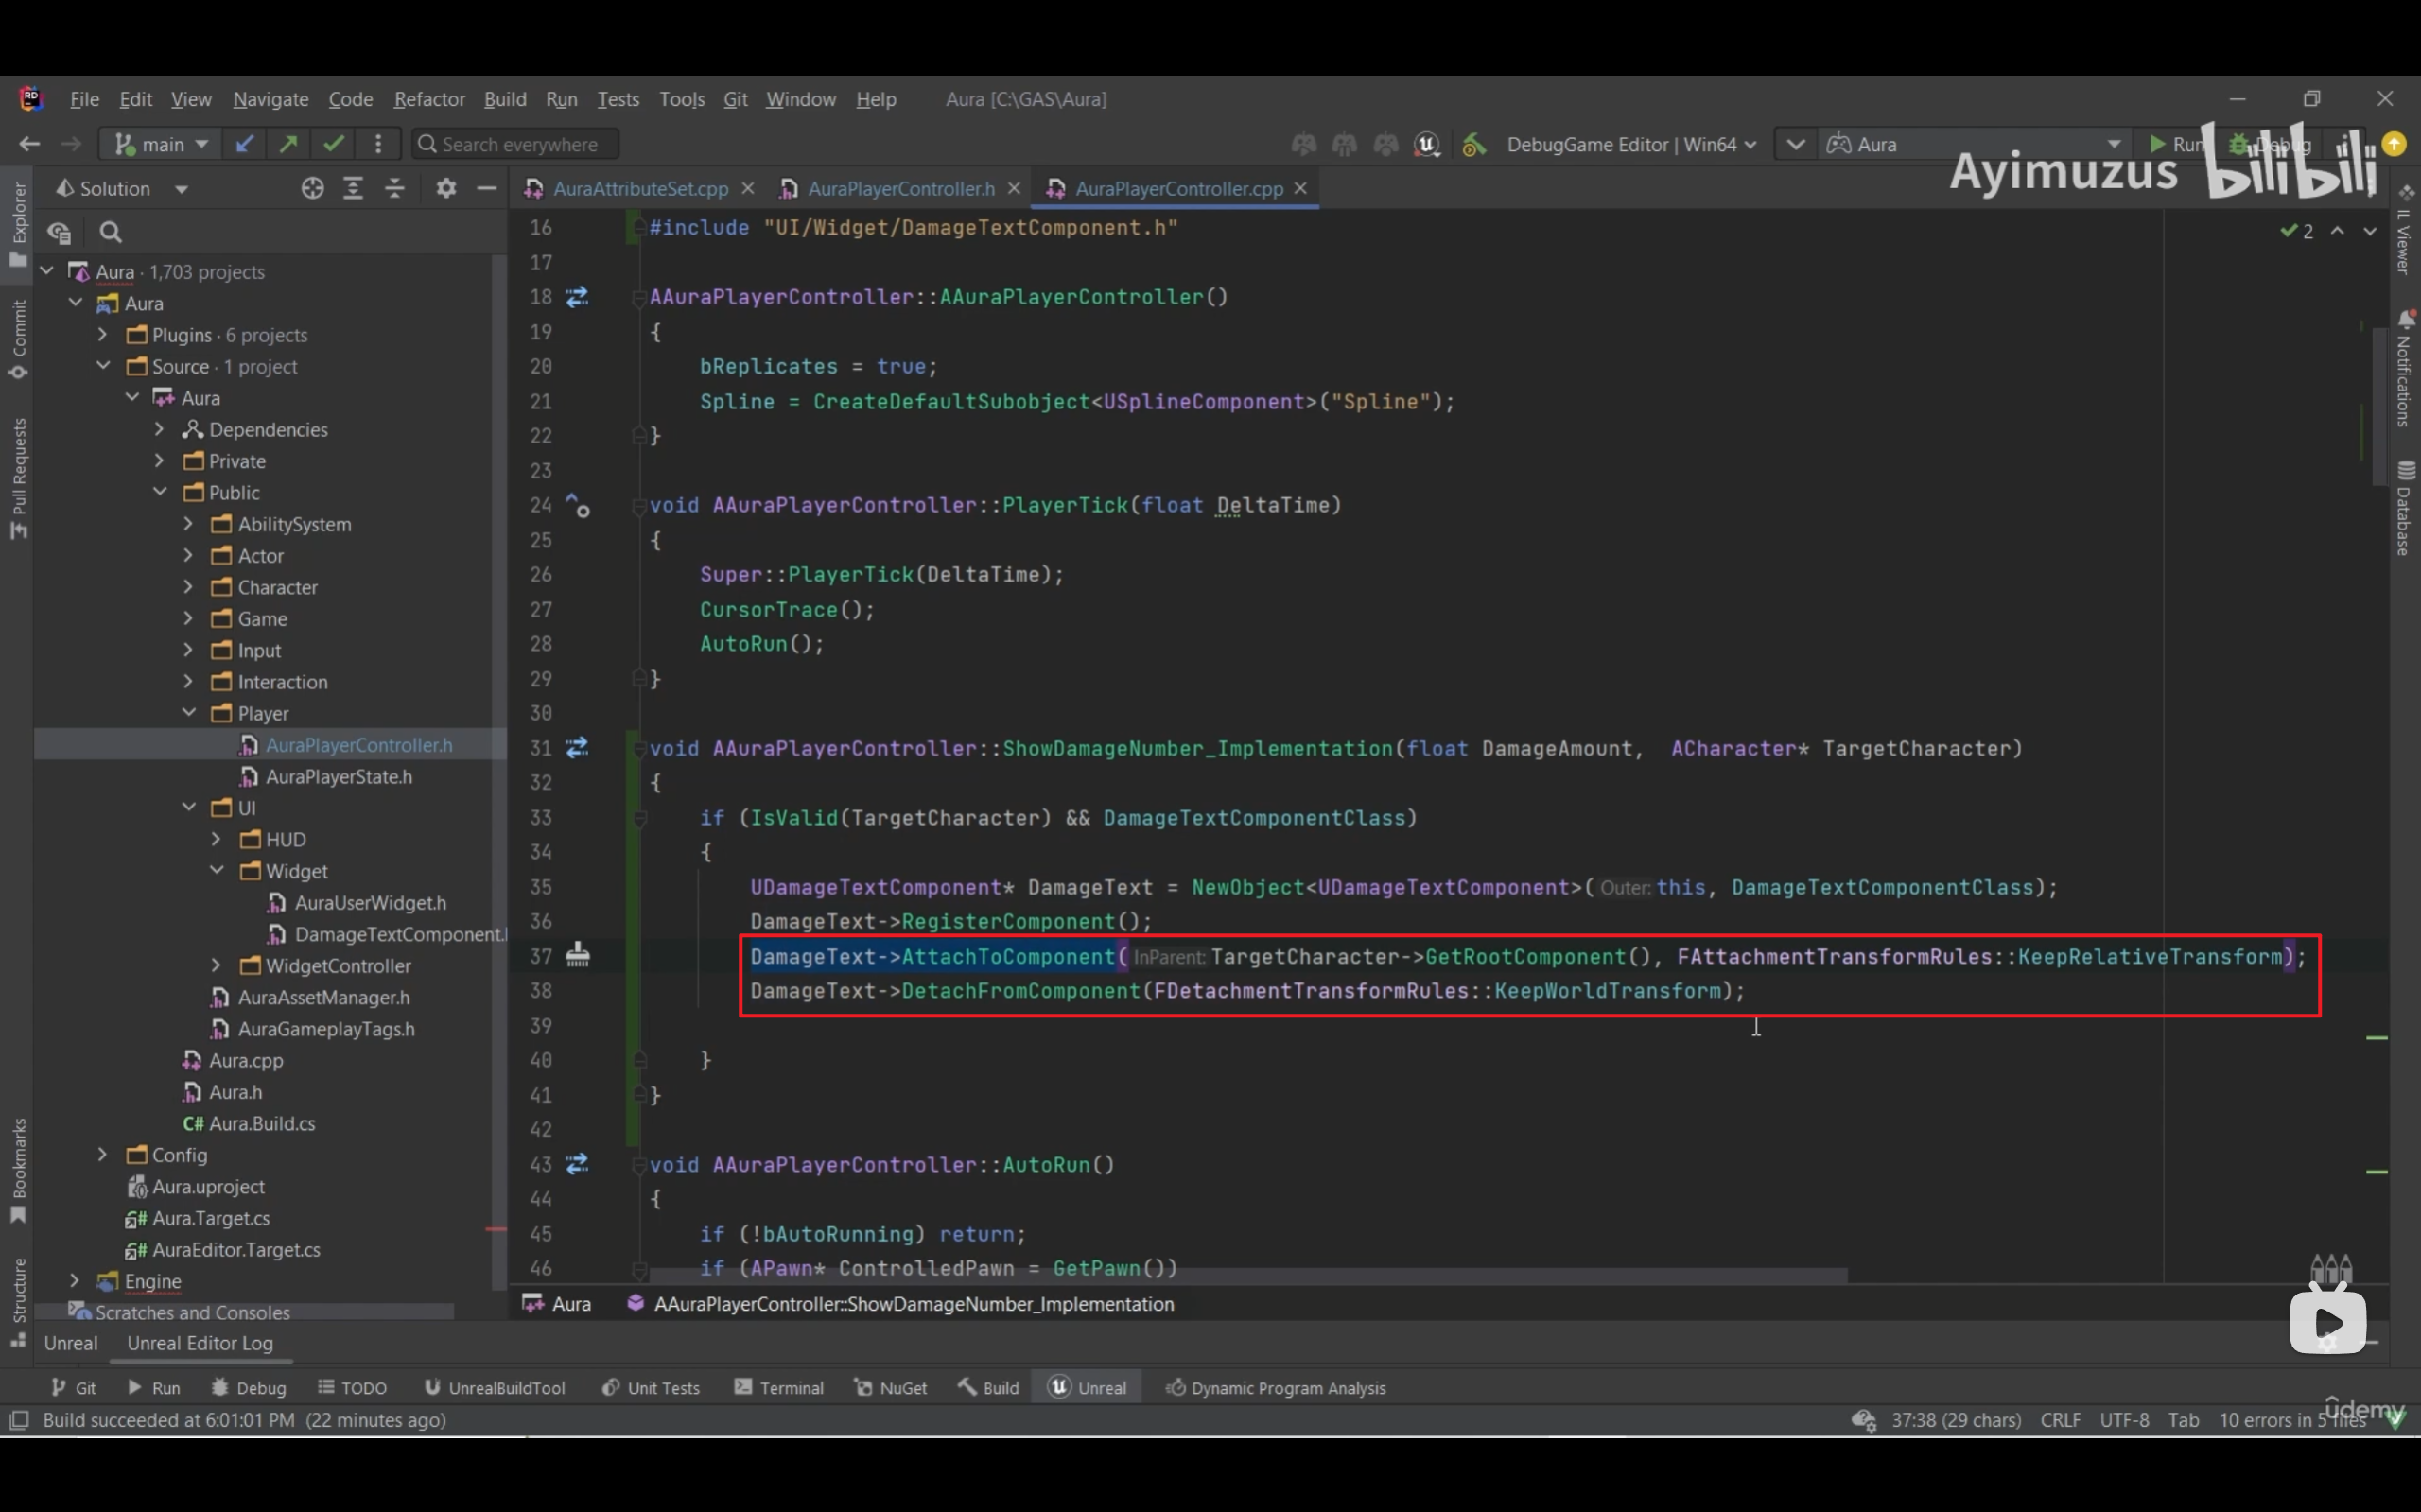 File Edit View Navigate Code Refactor Build Run Tests Tools Git Window Help Aura [C:\GAS\Aura]
main Search everywhere DebugGame Editor | Win64 Aura Run Debug
Ayimuzus bilibili
Solution AuraAttributeSet.cpp AuraPlayerController.h AuraPlayerController.cpp
Explorer
Commit
Pull Requests
Bookmarks
Structure
Aura · 1,703 projects
Aura
Plugins · 6 projects
Source · 1 project
Aura
Dependencies
Private
Public
AbilitySystem
Actor
Character
Game
Input
Interaction
Player
AuraPlayerController.h
AuraPlayerState.h
UI
HUD
Widget
AuraUserWidget.h
DamageTextComponent.
WidgetController
AuraAssetManager.h
AuraGameplayTags.h
Aura.cpp
Aura.h
C# Aura.Build.cs
Config
Aura.uproject
C# Aura.Target.cs
C# AuraEditor.Target.cs
Engine
Scratches and Consoles
2
16 #include "UI/Widget/DamageTextComponent.h"
17
18 AAuraPlayerController::AAuraPlayerController()
19 {
20 bReplicates = true;
21 Spline = CreateDefaultSubobject<USplineComponent>("Spline");
22 }
23
24 void AAuraPlayerController::PlayerTick(float DeltaTime)
25 {
26 Super::PlayerTick(DeltaTime);
27 CursorTrace();
28 AutoRun();
29 }
30
31 void AAuraPlayerController::ShowDamageNumber_Implementation(float DamageAmount, ACharacter* TargetCharacter)
32 {
33 if (IsValid(TargetCharacter) && DamageTextComponentClass)
34 {
35 UDamageTextComponent* DamageText = NewObject<UDamageTextComponent>(Outer: this, DamageTextComponentClass);
36 DamageText->RegisterComponent();
37 DamageText->AttachToComponent(InParent: TargetCharacter->GetRootComponent(), FAttachmentTransformRules::KeepRelativeTransform);
38 DamageText->DetachFromComponent(FDetachmentTransformRules::KeepWorldTransform);
39
40 }
41 }
42
43 void AAuraPlayerController::AutoRun()
44 {
45 if (!bAutoRunning) return;
46 if (APawn* ControlledPawn = GetPawn())
IL Viewer
Notifications
Database
Aura AAuraPlayerController::ShowDamageNumber_Implementation
Unreal Unreal Editor Log
Git Run Debug TODO UnrealBuildTool Unit Tests Terminal NuGet Build Unreal Dynamic Program Analysis
Build succeeded at 6:01:01 PM (22 minutes ago) 37:38 (29 chars) CRLF UTF-8 Tab 10 errors in 5 files
udemy